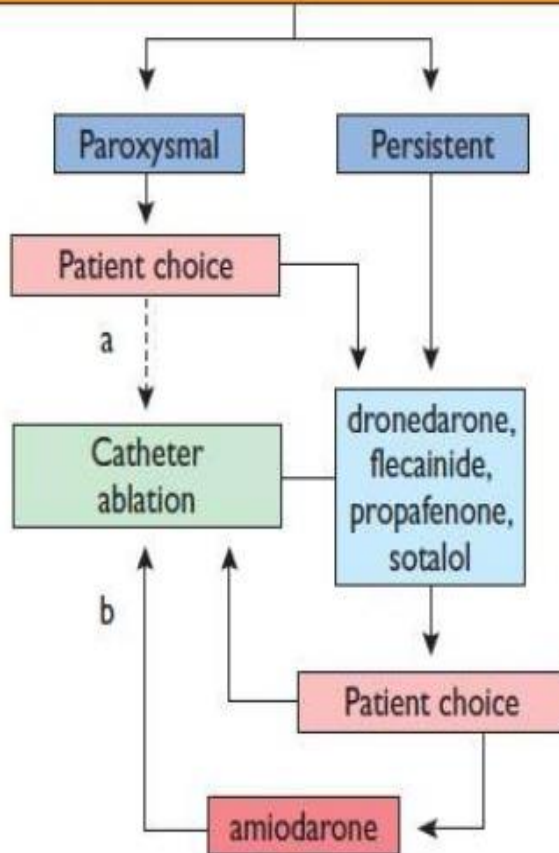 Paroxysmal
Persistent
Patient choice
a
Catheter
ablation
dronedarone,
flecainide,
propafenone,
sotalol
b
Patient choice
amiodarone